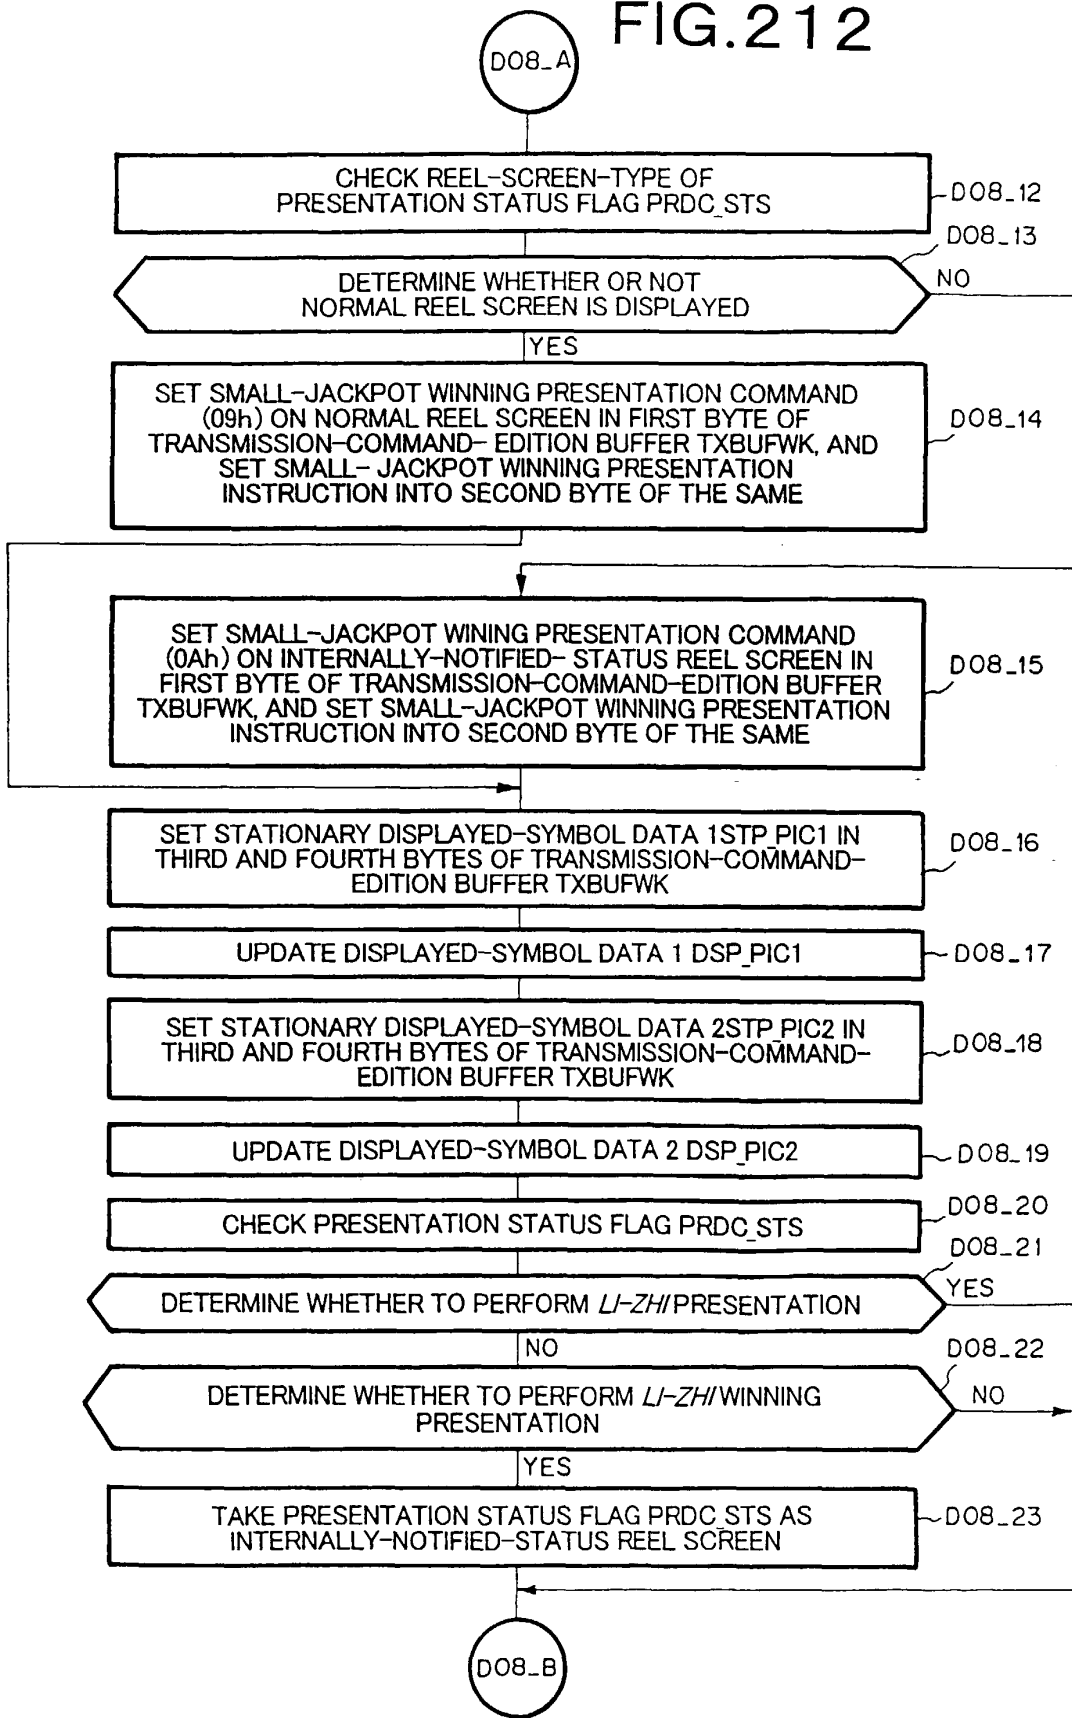 FIG.212
D08_A
CHECK REEL-SCREEN-TYPE OF
PRESENTATION STATUS FLAG PRDC_STS
D08_12
D08_13
DETERMINE WHETHER OR NOT
NORMAL REEL SCREEN IS DISPLAYED
NO
YES
SET SMALL-JACKPOT WINNING PRESENTATION COMMAND
(09h) ON NORMAL REEL SCREEN IN FIRST BYTE OF
TRANSMISSION-COMMAND- EDITION BUFFER TXBUFWK, AND
SET SMALL- JACKPOT WINNING PRESENTATION
INSTRUCTION INTO SECOND BYTE OF THE SAME
D08_14
SET SMALL-JACKPOT WINING PRESENTATION COMMAND
(0Ah) ON INTERNALLY-NOTIFIED- STATUS REEL SCREEN IN
FIRST BYTE OF TRANSMISSION-COMMAND-EDITION BUFFER
TXBUFWK, AND SET SMALL-JACKPOT WINNING PRESENTATION
INSTRUCTION INTO SECOND BYTE OF THE SAME
D08_15
SET STATIONARY DISPLAYED-SYMBOL DATA 1STP_PIC1 IN
THIRD AND FOURTH BYTES OF TRANSMISSION-COMMAND-
EDITION BUFFER TXBUFWK
D08_16
UPDATE DISPLAYED-SYMBOL DATA 1 DSP_PIC1
D08_17
SET STATIONARY DISPLAYED-SYMBOL DATA 2STP_PIC2 IN
THIRD AND FOURTH BYTES OF TRANSMISSION-COMMAND-
EDITION BUFFER TXBUFWK
D08_18
UPDATE DISPLAYED-SYMBOL DATA 2 DSP_PIC2
D08_19
CHECK PRESENTATION STATUS FLAG PRDC_STS
D08_20
D08_21
DETERMINE WHETHER TO PERFORM LI-ZHI PRESENTATION
YES
NO
D08_22
DETERMINE WHETHER TO PERFORM LI-ZHI WINNING
PRESENTATION
NO
YES
TAKE PRESENTATION STATUS FLAG PRDC_STS AS
INTERNALLY-NOTIFIED-STATUS REEL SCREEN
D08_23
D08_B